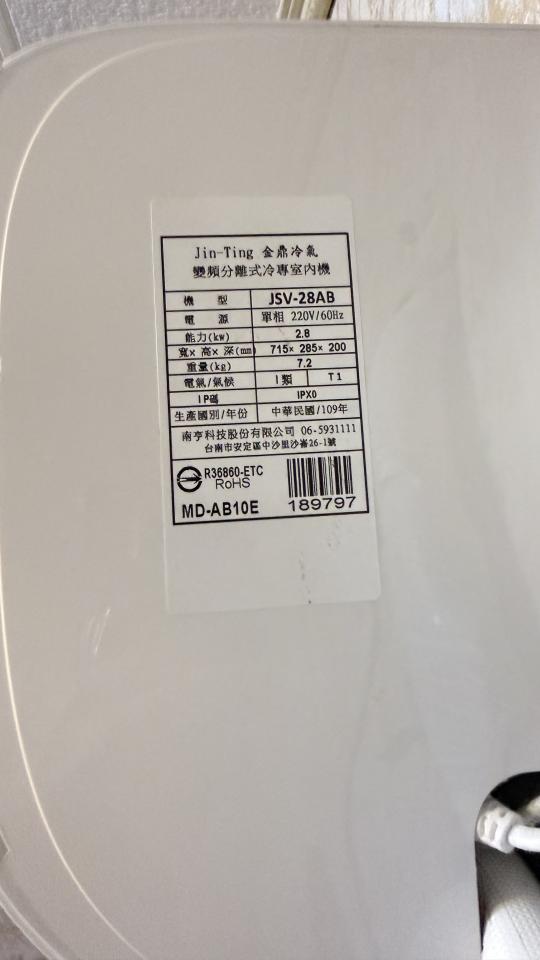 Jin-Ting 金鼎冷氣
變頻分離式冷專室內機
機 型 JSV-28AB
電 源 單相 220V/60Hz
能力(kw) 2.8
寬x 高x 深(mm) 715x 285x 200
重量(kg) 7.2
電氣/氣候 I類 T1
IP碼 IPX0
生產國別/年份 中華民國/109年
南亨科技股份有限公司 06-5931111
台南市安定區中沙里沙崙26-1號
R36860-ETC
RoHS
MD-AB10E 189797